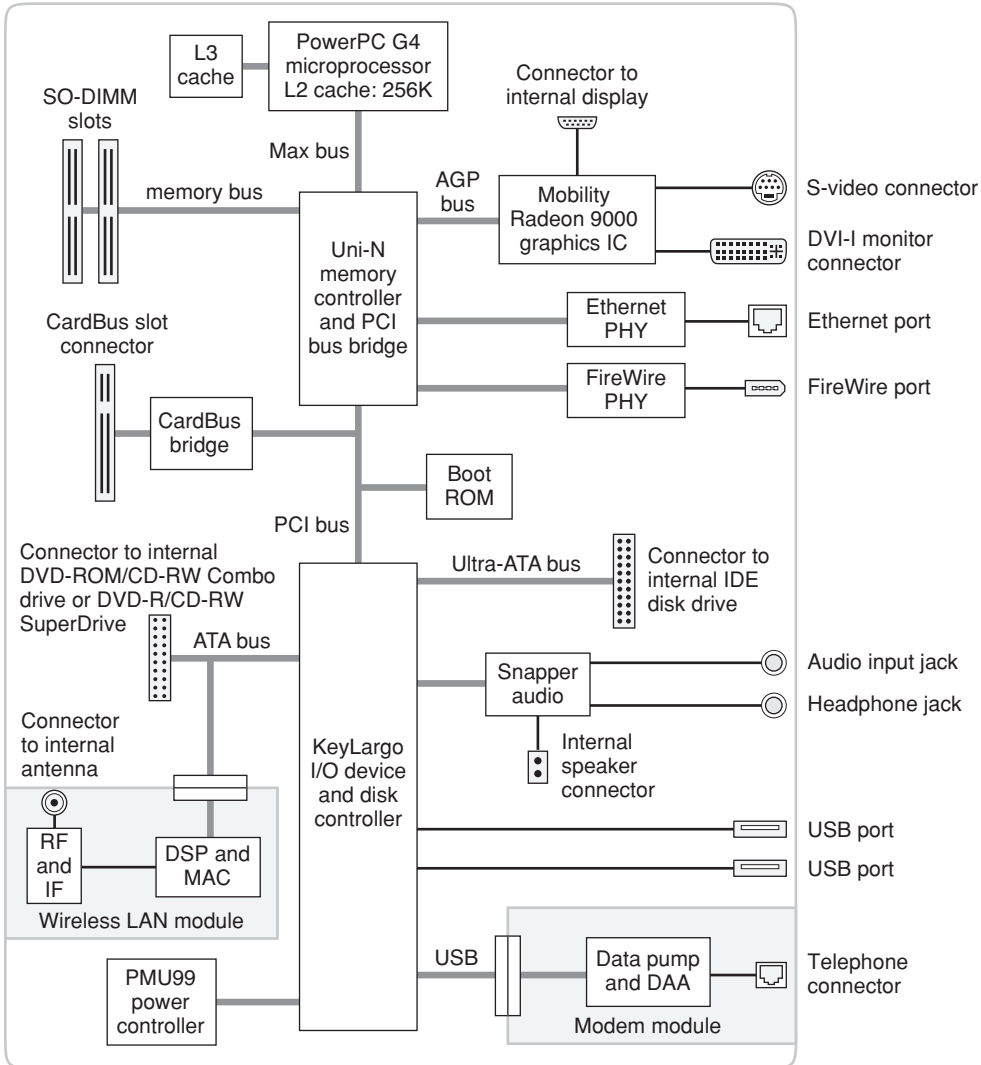 L3
cache
PowerPC G4
microprocessor
L2 cache: 256K
Connector to
internal display
SO-DIMM
slots
Max bus
memory bus
AGP
bus
Mobility
Radeon 9000
graphics IC
S-video connector
DVI-I monitor
connector
Uni-N
memory
controller
and PCI
bus bridge
Ethernet
PHY
Ethernet port
CardBus slot
connector
FireWire
PHY
FireWire port
CardBus
bridge
Boot
ROM
PCI bus
Connector to internal
DVD-ROM/CD-RW Combo
drive or DVD-R/CD-RW
SuperDrive
Ultra-ATA bus
Connector to
internal IDE
disk drive
ATA bus
Snapper
audio
Audio input jack
Headphone jack
Connector
to internal
antenna
KeyLargo
I/O device
and disk
controller
Internal
speaker
connector
RF
and
IF
DSP and
MAC
Wireless LAN module
USB port
USB port
PMU99
power
controller
USB
Data pump
and DAA
Modem module
Telephone
connector